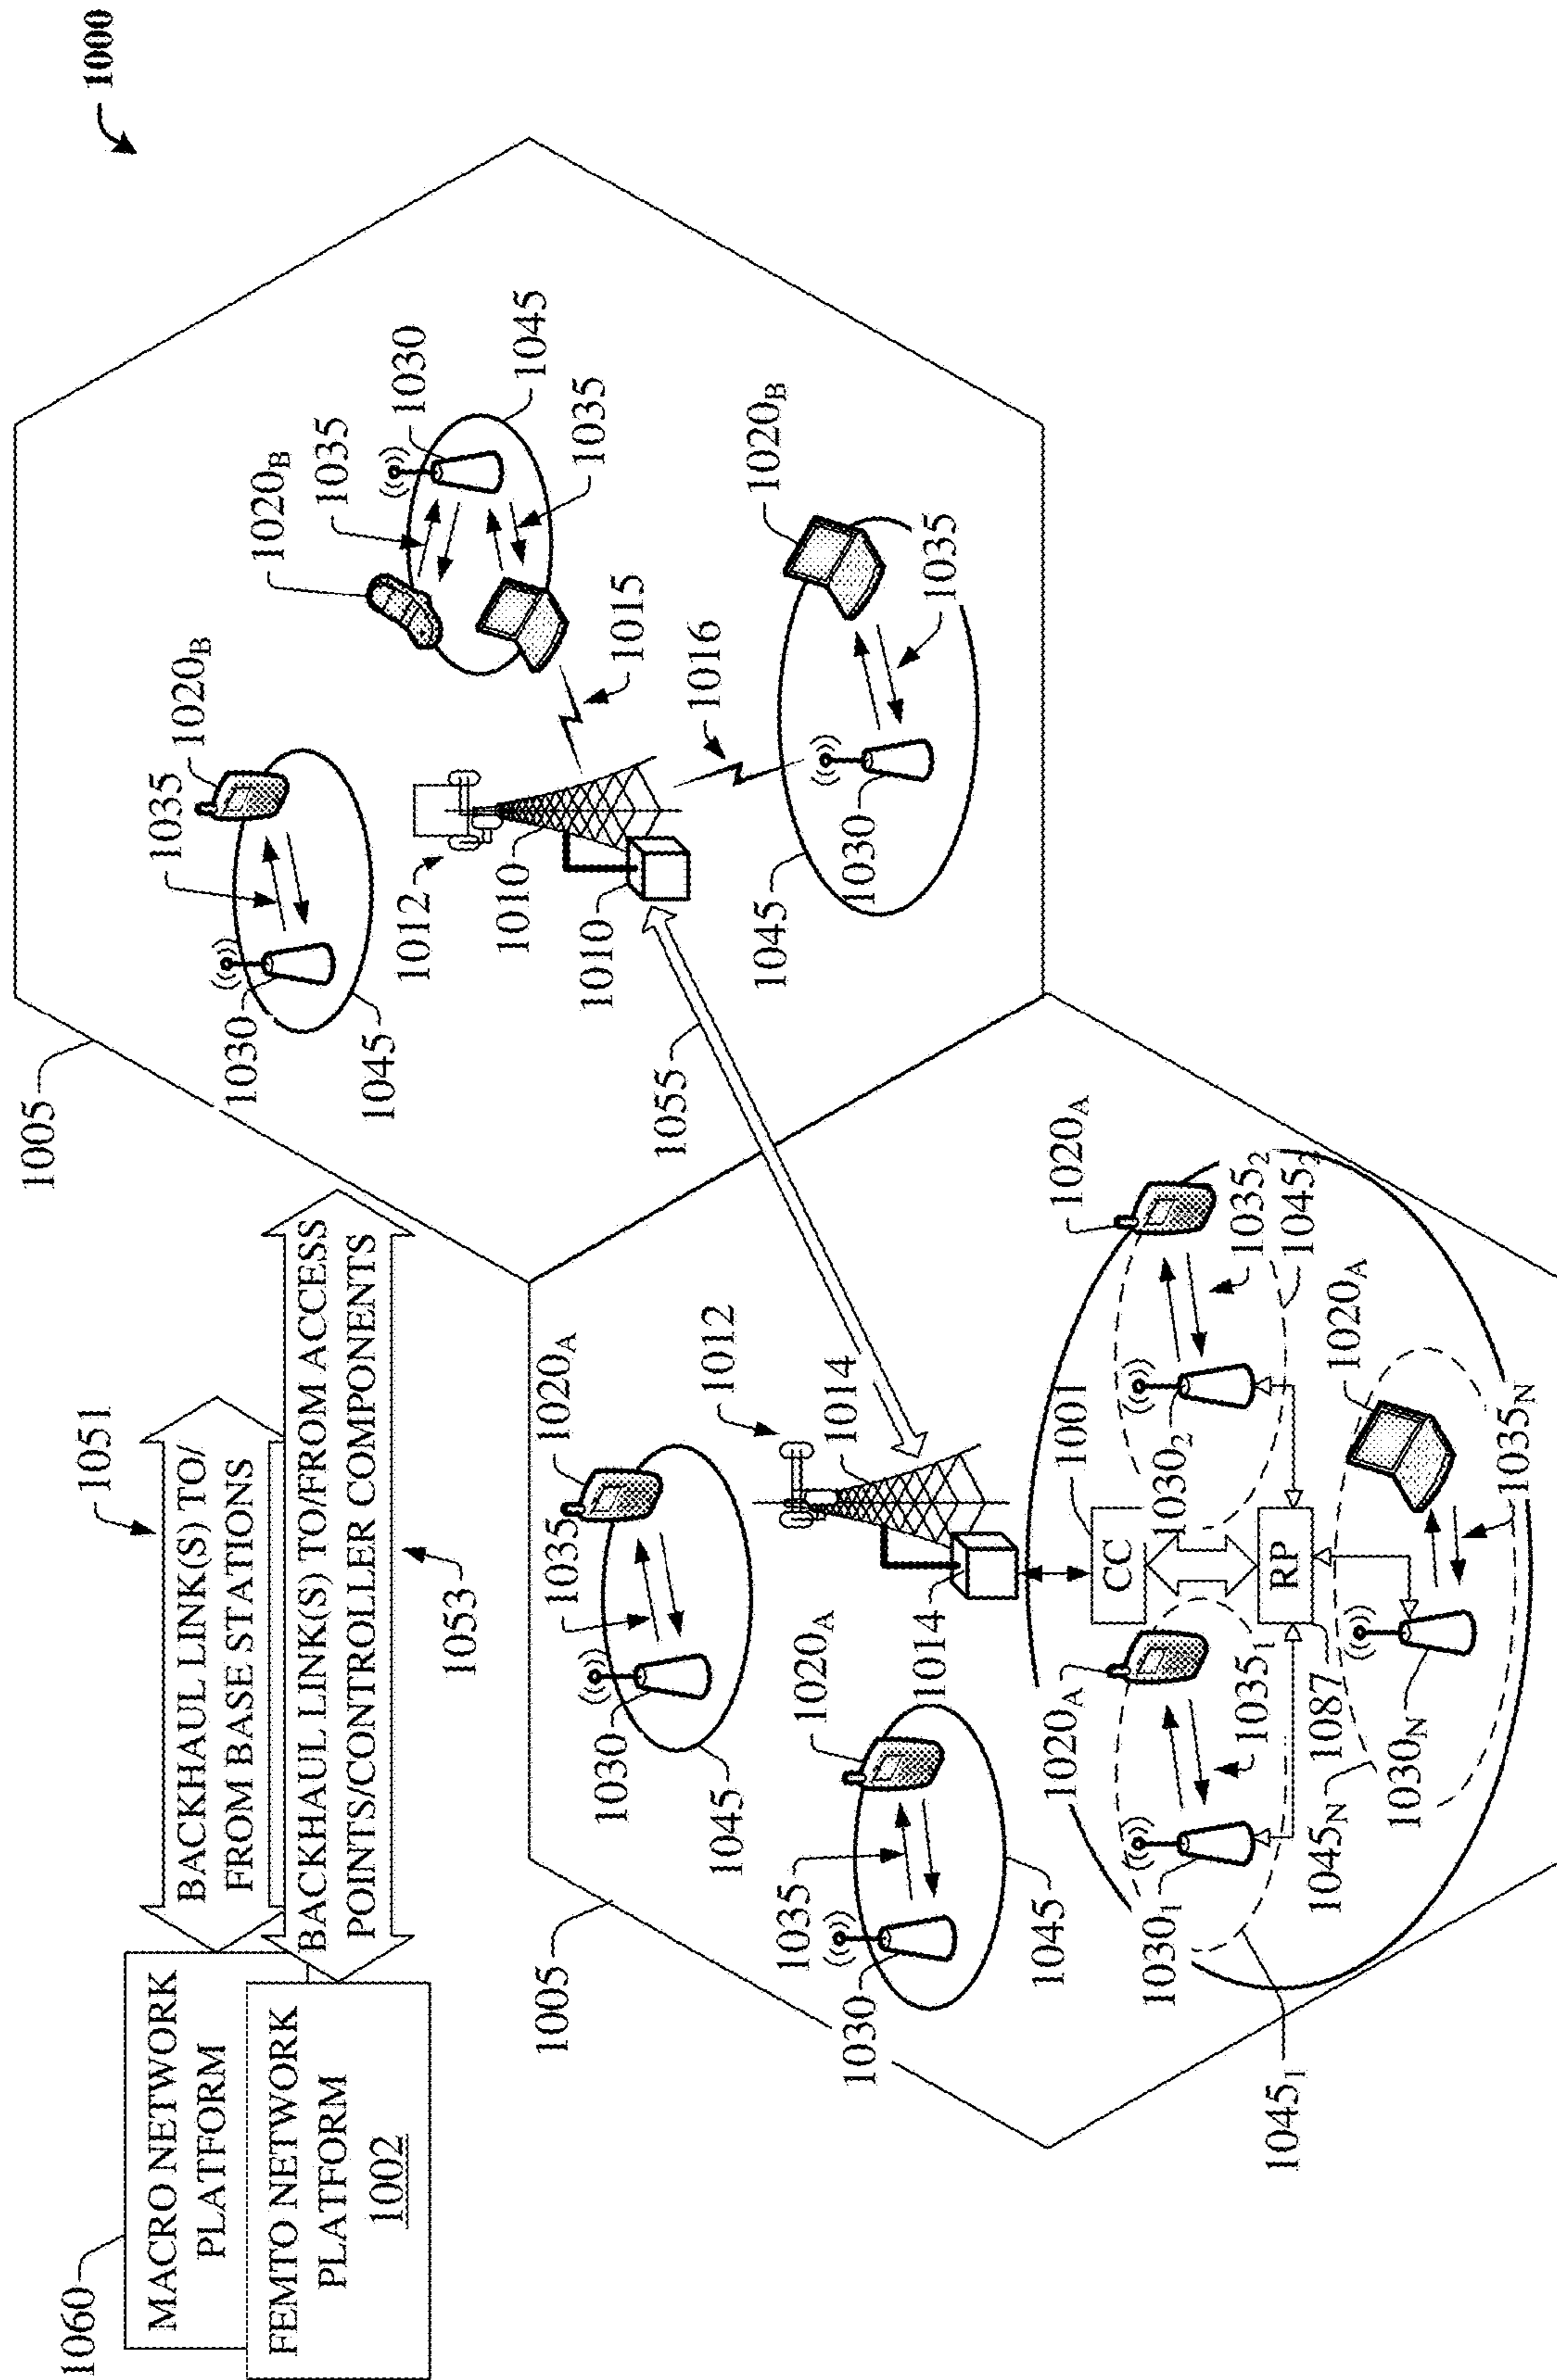 1000
1060
MACRO NETWORK
PLATFORM
FEMTO NETWORK
PLATFORM
1002
1051
BACKHAUL LINK(S) TO/
FROM BASE STATIONS
BACKHAUL LINK(S) TO/FROM ACCESS
POINTS/CONTROLLER COMPONENTS
1053
1005
1030
1045
1035
1020B
1012
1010
1010
1020B
1035
1030
1045
1035
1015
1016
1020B
1045
1030
1035
1055
1005
1035
1020A
1030
1045
1012
1014
1014
1035
1020A
1030
1045
1001
CC
RP
1087
1020A
1035₁
1030₁
1045₁
1020A
1035₂
1045₂
1030₂
1020A
1035N
1030N
1045N